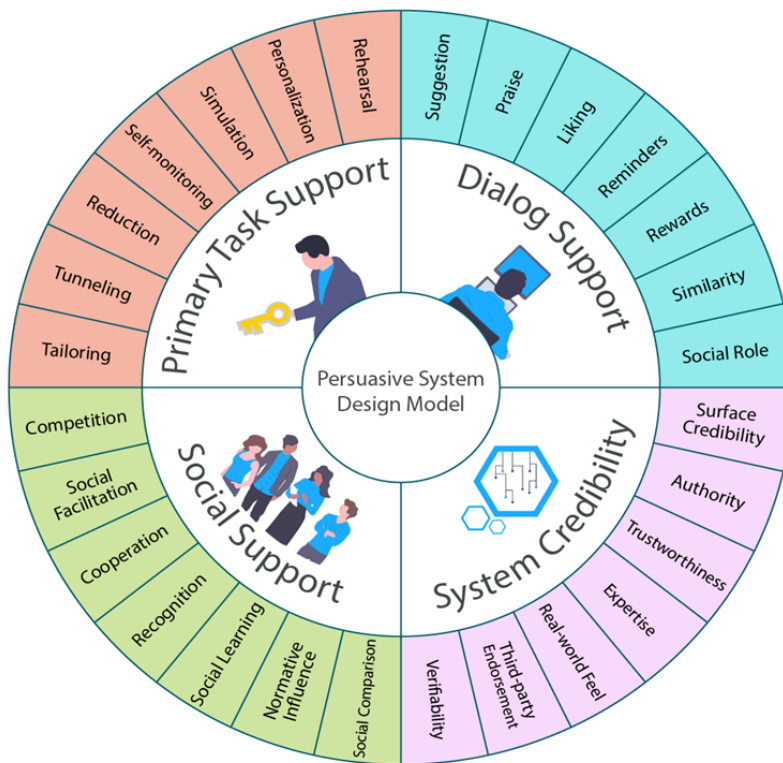 Persuasive System
Design Model
Primary Task Support
Tailoring
Tunneling
Reduction
Self-monitoring
Simulation
Personalization
Rehearsal
Dialog Support
Suggestion
Praise
Liking
Reminders
Rewards
Similarity
Social Role
System Credibility
Surface
Credibility
Authority
Trustworthiness
Expertise
Real-world Feel
Third-party
Endorsement
Verifiability
Social Support
Competition
Social
Facilitation
Cooperation
Recognition
Social Learning
Normative
Influence
Social Comparison